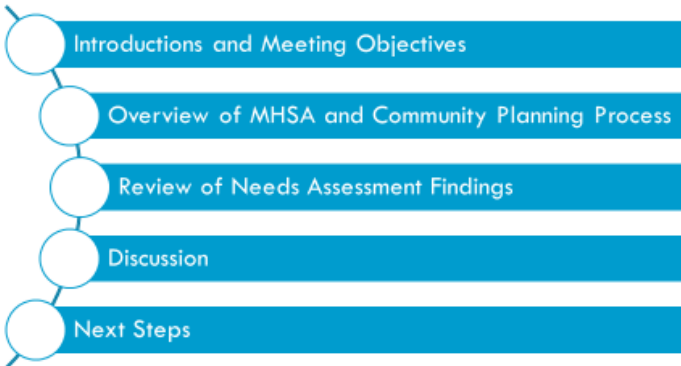 Introductions and Meeting Objectives
Overview of MHSA and Community Planning Process
Review of Needs Assessment Findings
Discussion
Next Steps